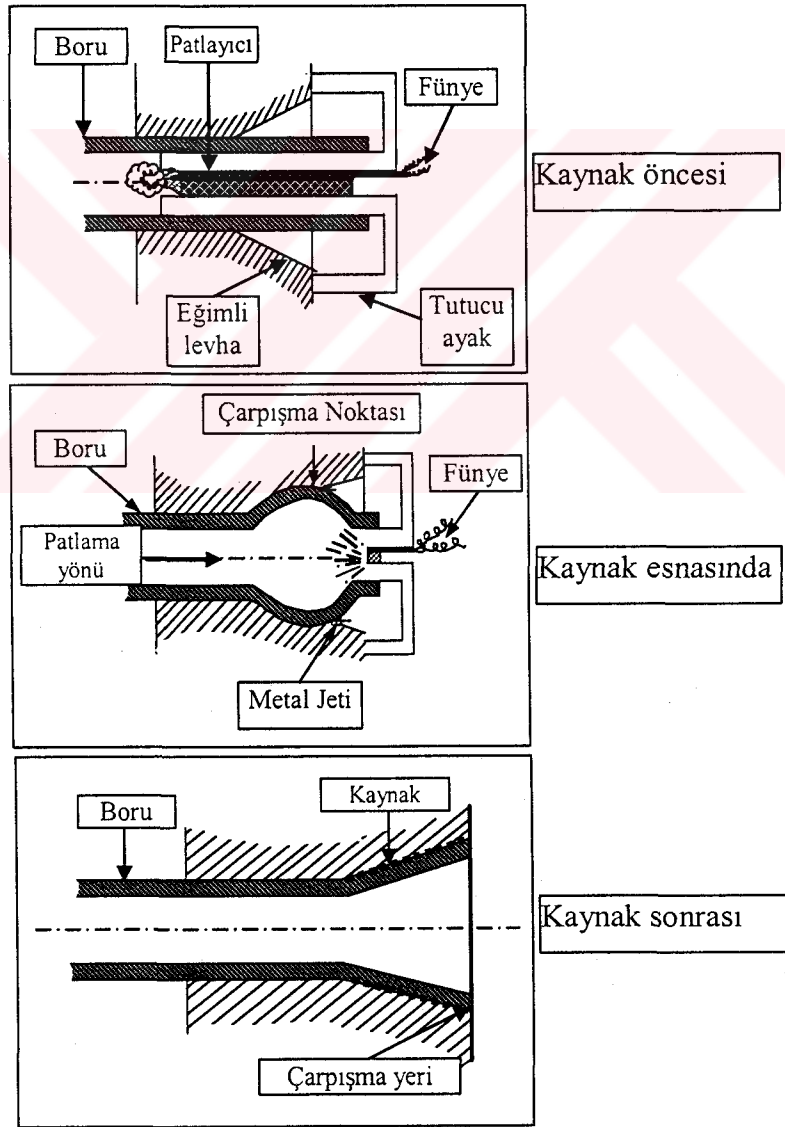 Boru
Patlayıcı
Fünye
Kaynak öncesi
Eğimli
levha
Tutucu
ayak
Çarpışma Noktası
Boru
Fünye
Patlama
yönü
Kaynak esnasında
Metal Jeti
Boru
Kaynak
Kaynak sonrası
Çarpışma yeri